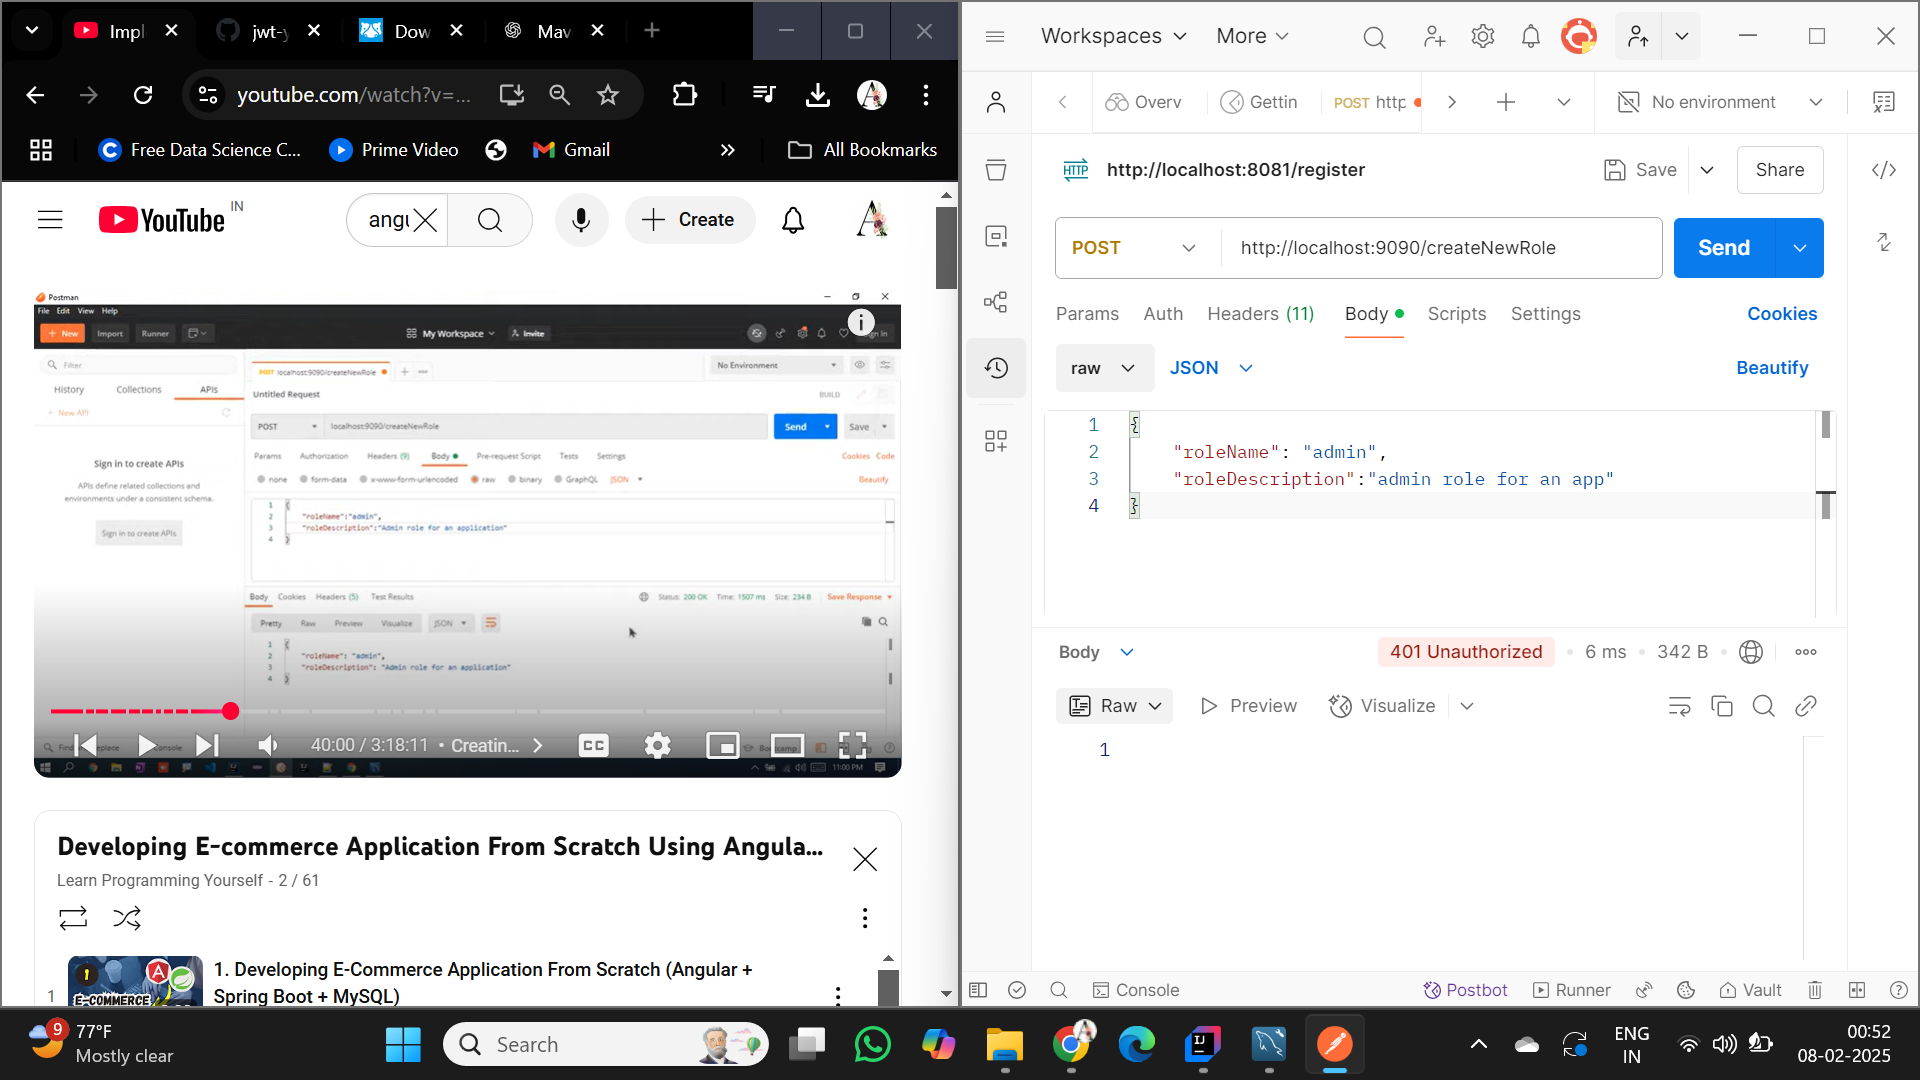 Impl
jwt-y
Dow
Mav
youtube.com/watch?v=...
Free Data Science C...
Prime Video
Gmail
All Bookmarks
YouTube IN
angu
Create
Postman
File Edit View Help
New
Import
Runner
My Workspace
Invite
Filter
History
Collections
APIs
+ New API
Sign in to create APIs
APIs define related collections and
environments under a consistent schema.
Sign in to create APIs
POST localhost:9090/createNewRole
No Environment
Untitled Request
BUILD
POST
localhost:9090/createNewRole
Send
Save
Params Authorization Headers (9) Body Pre-request Script Tests Settings
Cookies Code
none form-data x-www-form-urlencoded raw binary GraphQL JSON
Beautify
1 {
2 "roleName":"admin",
3 "roleDescription":"Admin role for an application"
4 }
Body Cookies Headers (5) Test Results
Status: 200 OK Time: 1507 ms Size: 234 B Save Response
Pretty Raw Preview Visualize JSON
1 {
2 "roleName": "admin",
3 "roleDescription": "Admin role for an application"
4 }
40:00 / 3:18:11 • Creatin...
CC
11:00 PM
Developing E-commerce Application From Scratch Using Angula...
Learn Programming Yourself - 2 / 61
1
1. Developing E-Commerce Application From Scratch (Angular +
Spring Boot + MySQL)
E-COMMERCE
Workspaces
More
Overv
Gettin
POST http
No environment
HTTP
http://localhost:8081/register
Save
Share
POST
http://localhost:9090/createNewRole
Send
Params Auth Headers (11) Body Scripts Settings
Cookies
raw
JSON
Beautify
1 {
2 "roleName": "admin",
3 "roleDescription":"admin role for an app"
4 }
Body
401 Unauthorized • 6 ms • 342 B
Raw
Preview
Visualize
1
Console
Postbot
Runner
Vault
9
77°F
Mostly clear
Search
ENG
IN
00:52
08-02-2025